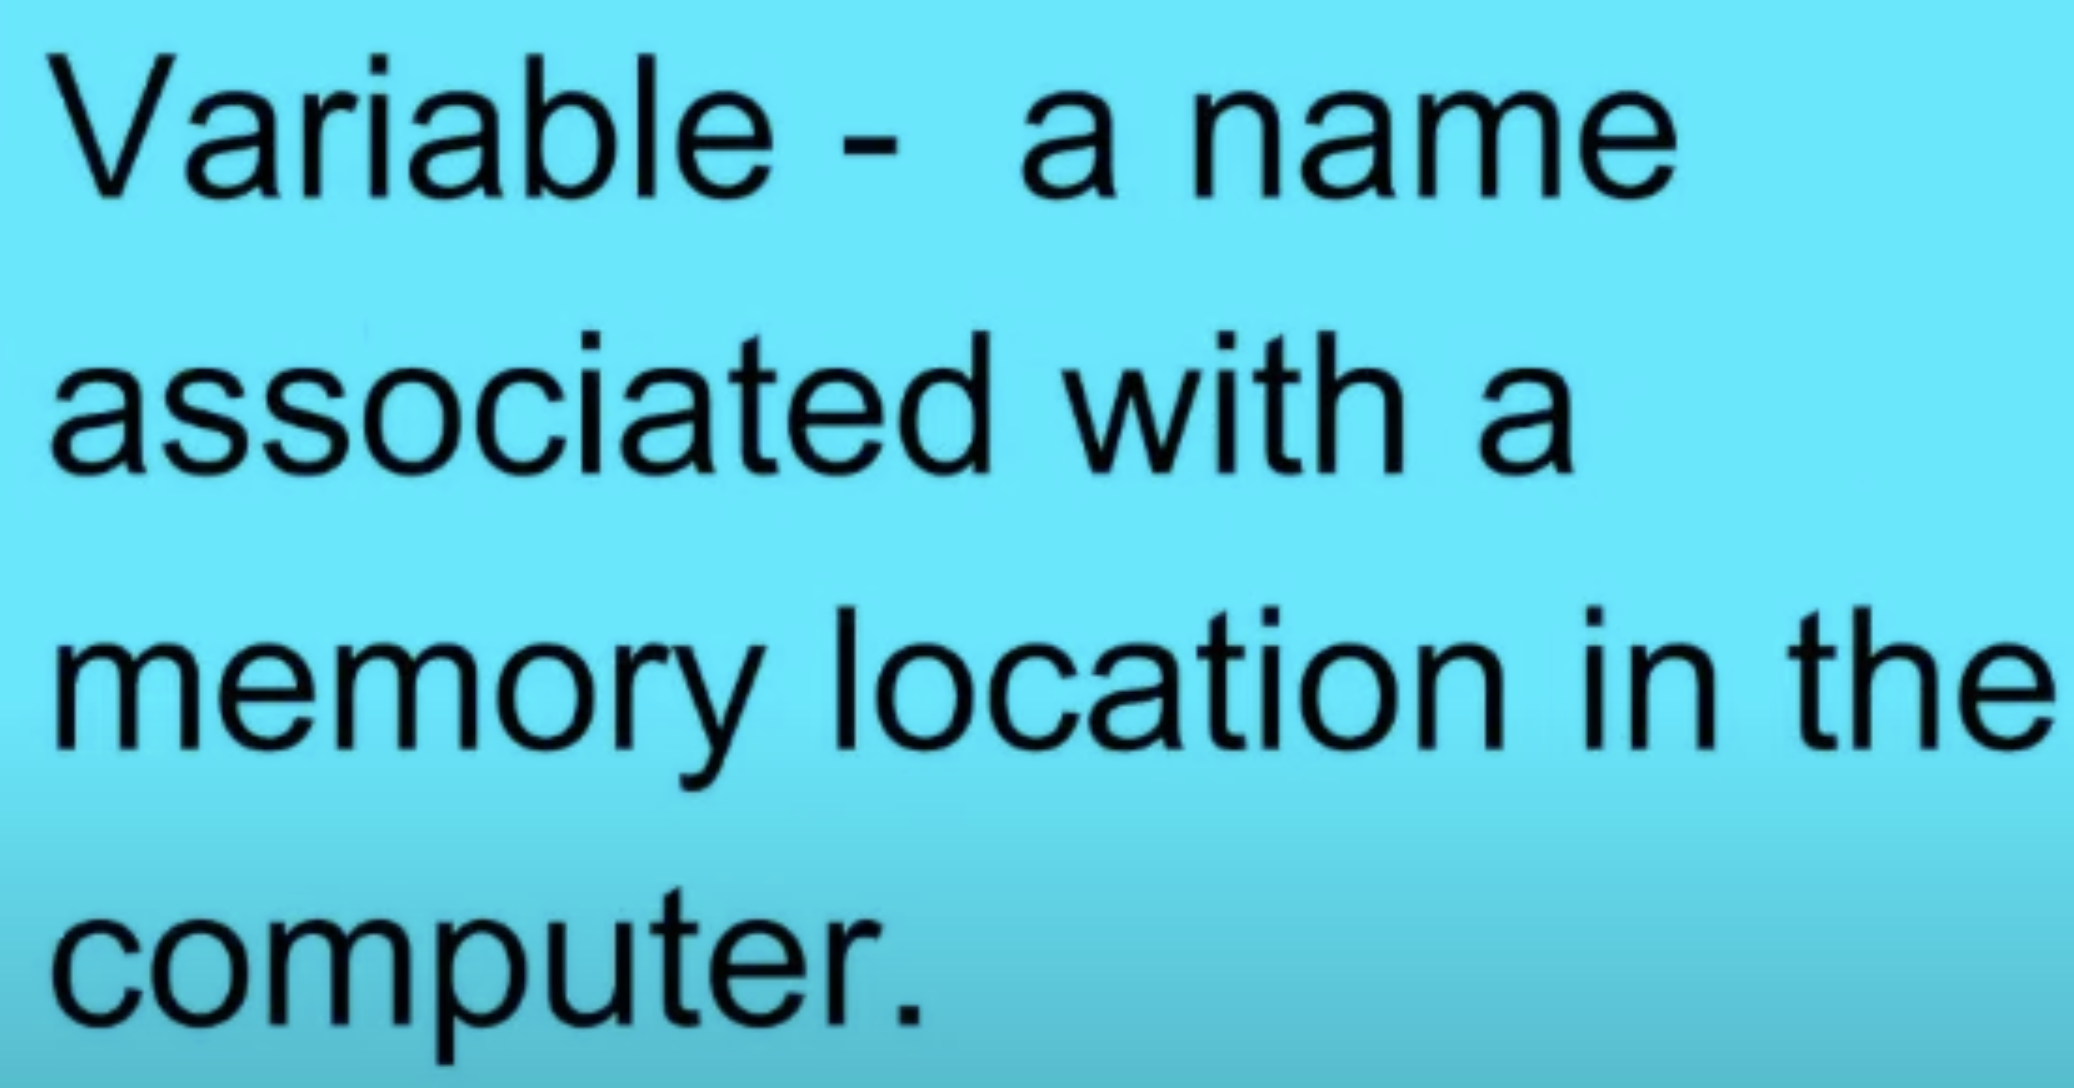 Variable -  a name
associated with a
memory location in the
computer.